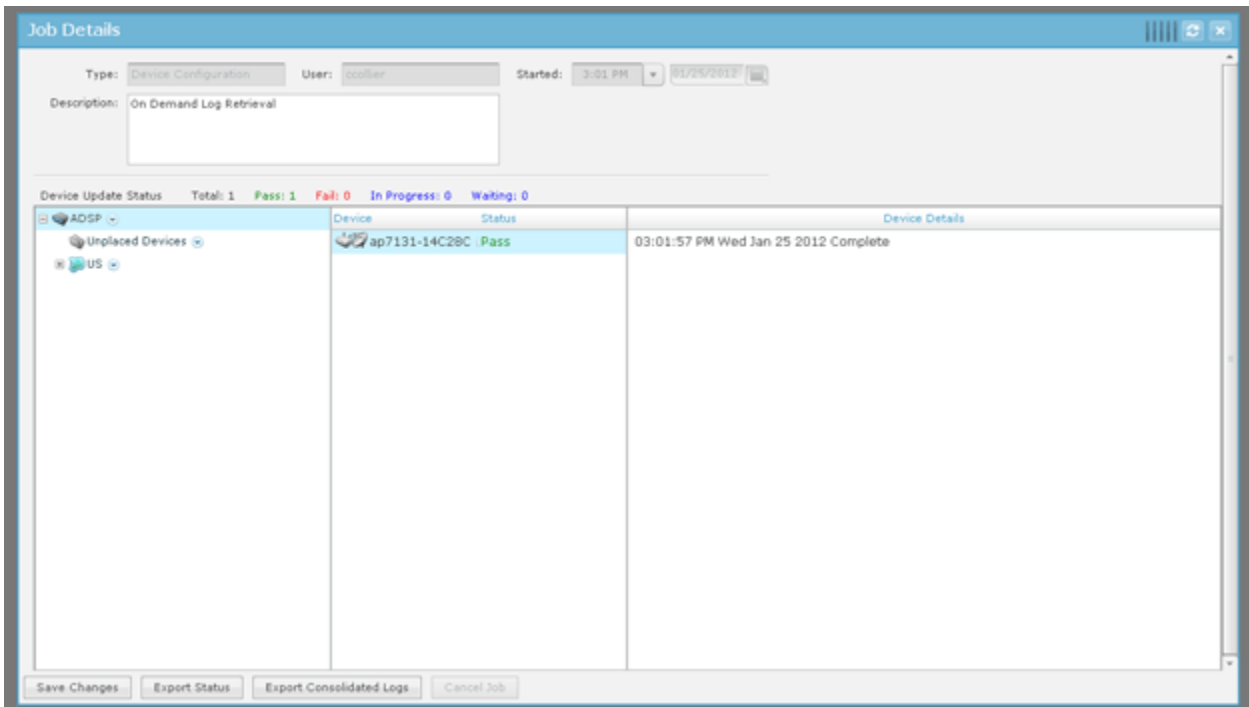 Job Details
Type: Device Configuration User: ccollier Started: 3:01 PM 01/25/2012
Description: On Demand Log Retrieval
Device Update Status Total: 1 Pass: 1 Fail: 0 In Progress: 0 Waiting: 0
ADSP Device Status Device Details
Unplaced Devices ap7131-14C28C Pass 03:01:57 PM Wed Jan 25 2012 Complete
US
Save Changes Export Status Export Consolidated Logs Cancel Job